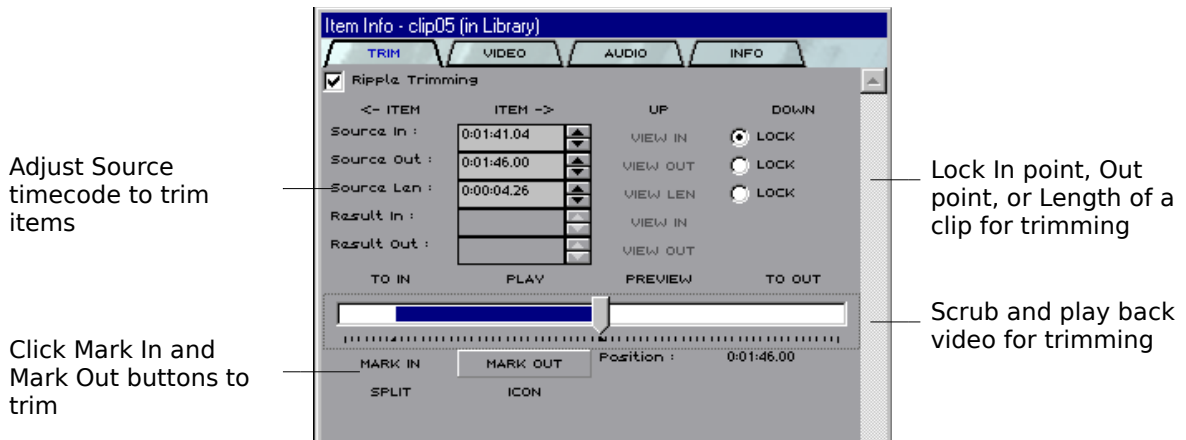 Item Info - clip05 (in Library)
TRIM VIDEO AUDIO INFO
Ripple Trimming
<- ITEM ITEM -> UP DOWN
Source In : 0:01:41.04 VIEW IN LOCK
Source Out : 0:01:46.00 VIEW OUT LOCK
Source Len : 0:00:04.26 VIEW LEN LOCK
Result In : VIEW IN
Result Out : VIEW OUT
TO IN PLAY PREVIEW TO OUT
MARK IN MARK OUT Position : 0:01:46.00
SPLIT ICON
Adjust Source
timecode to trim
items
Click Mark In and
Mark Out buttons to
trim
Lock In point, Out
point, or Length of a
clip for trimming
Scrub and play back
video for trimming